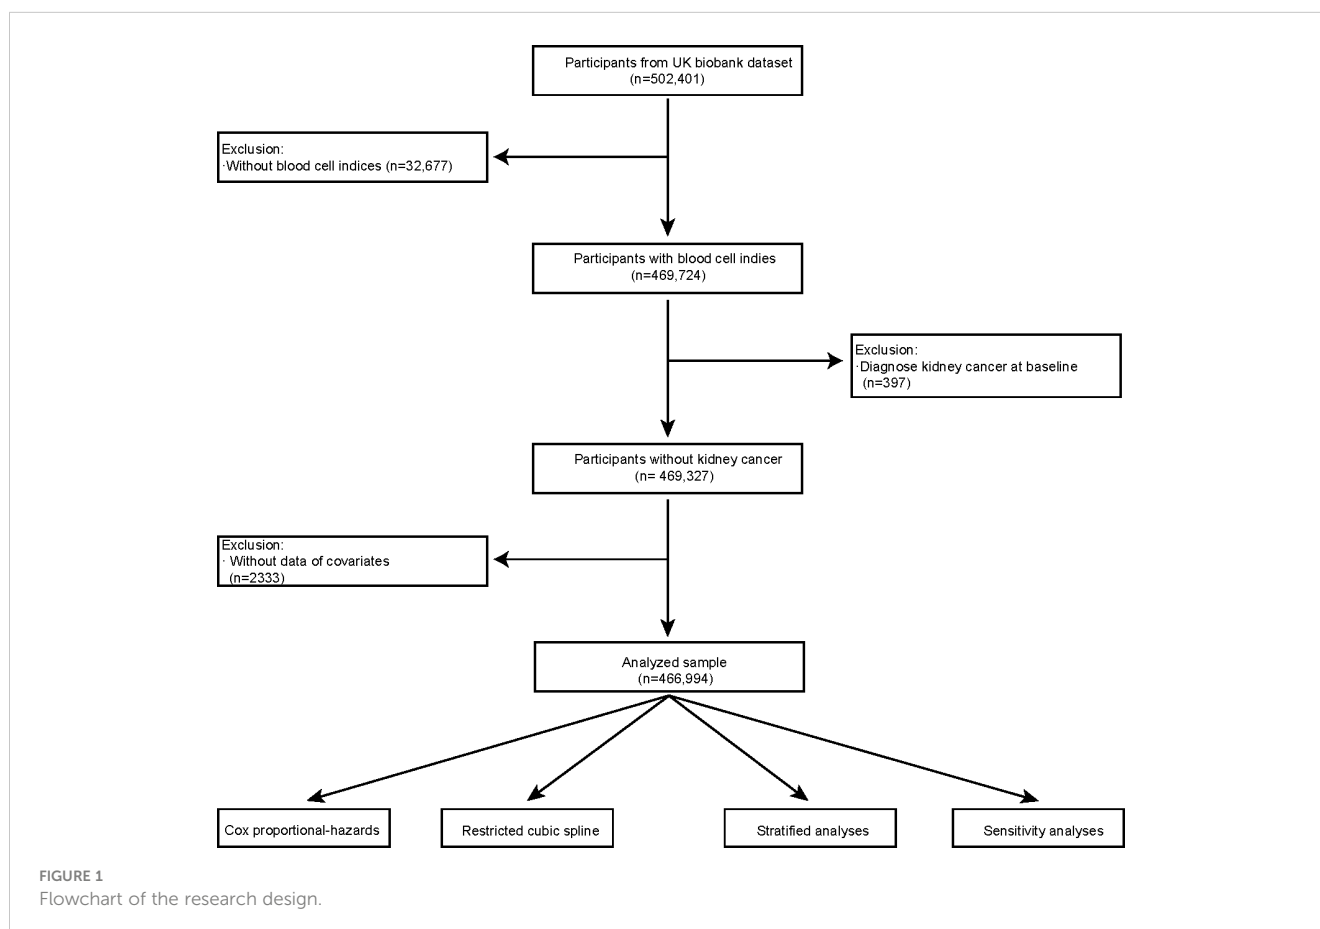 Participants from UK biobank dataset
(n=502,401)
Exclusion:
·Without blood cell indices (n=32,677)
Participants with blood cell indies
(n=469,724)
Exclusion:
·Diagnose kidney cancer at baseline
(n=397)
Participants without kidney cancer
(n= 469,327)
Exclusion:
· Without data of covariates
(n=2333)
Analyzed sample
(n=466,994)
Cox proportional-hazards
Restricted cubic spline
Stratified analyses
Sensitivity analyses
FIGURE 1
Flowchart of the research design.